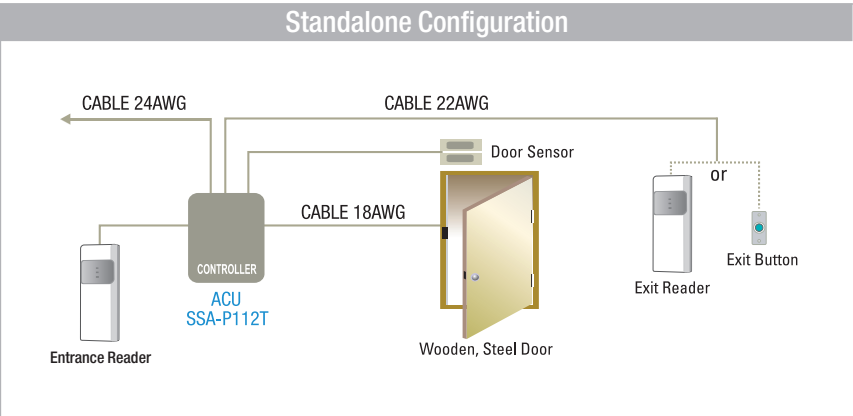 Standalone Configuration
CABLE 24AWG
CABLE 22AWG
Door Sensor
or
CABLE 18AWG
CONTROLLER
ACU
SSA-P112T
Entrance Reader
Wooden, Steel Door
Exit Reader
Exit Button